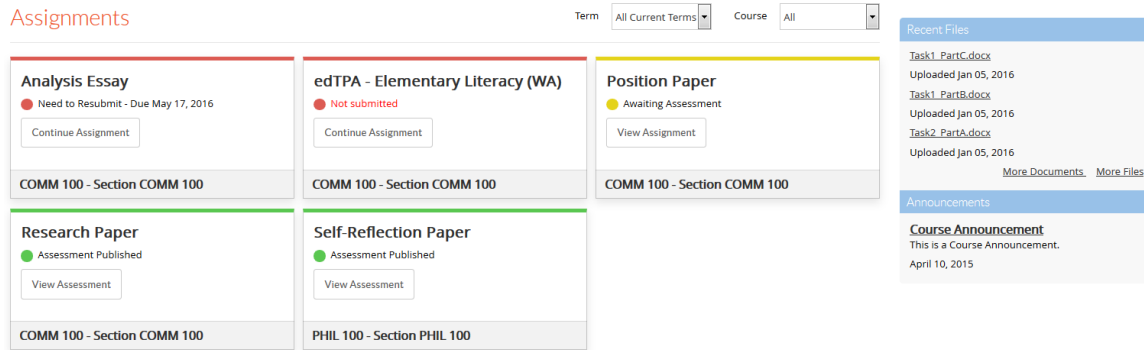 Assignments
Term All Current Terms Course All
Analysis Essay
Need to Resubmit - Due May 17, 2016
Continue Assignment
COMM 100 - Section COMM 100
edTPA - Elementary Literacy (WA)
Not submitted
Continue Assignment
COMM 100 - Section COMM 100
Position Paper
Awaiting Assessment
View Assignment
COMM 100 - Section COMM 100
Research Paper
Assessment Published
View Assessment
COMM 100 - Section COMM 100
Self-Reflection Paper
Assessment Published
View Assessment
PHIL 100 - Section PHIL 100
Recent Files
Task1_PartC.docx
Uploaded Jan 05, 2016
Task1_PartB.docx
Uploaded Jan 05, 2016
Task2_PartA.docx
Uploaded Jan 05, 2016
More Documents More Files
Announcements
Course Announcement
This is a Course Announcement.
April 10, 2015